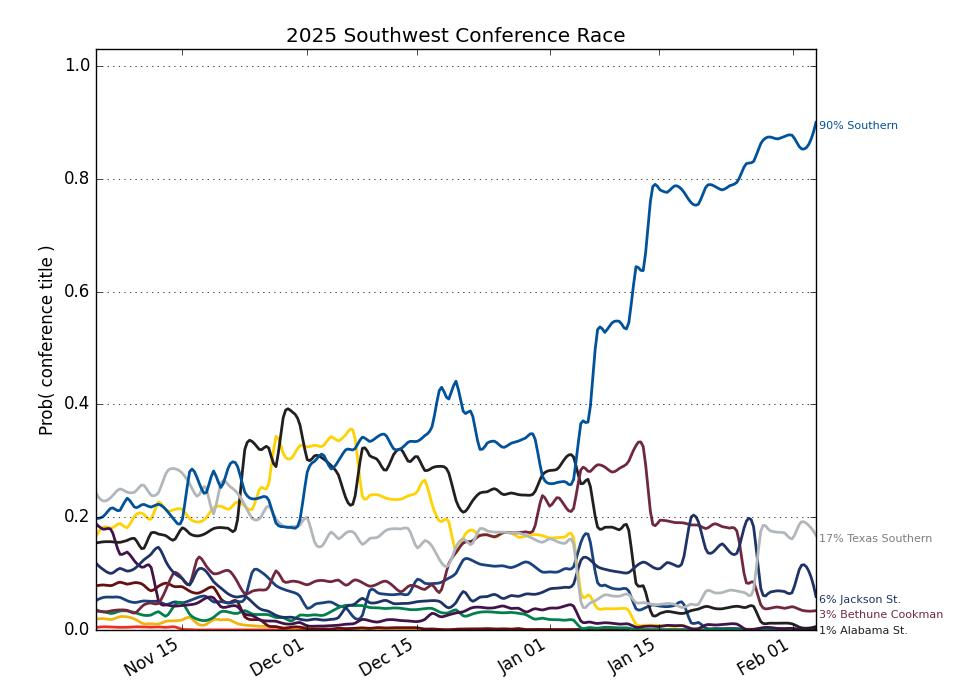 2025 Southwest Conference Race
1.0
0.8
0.6
0.4
0.2
0.0
Prob( conference title )
90% Southern
17% Texas Southern
6% Jackson St.
3% Bethune Cookman
1% Alabama St.
Nov 15
Dec 01
Dec 15
Jan 01
Jan 15
Feb 01